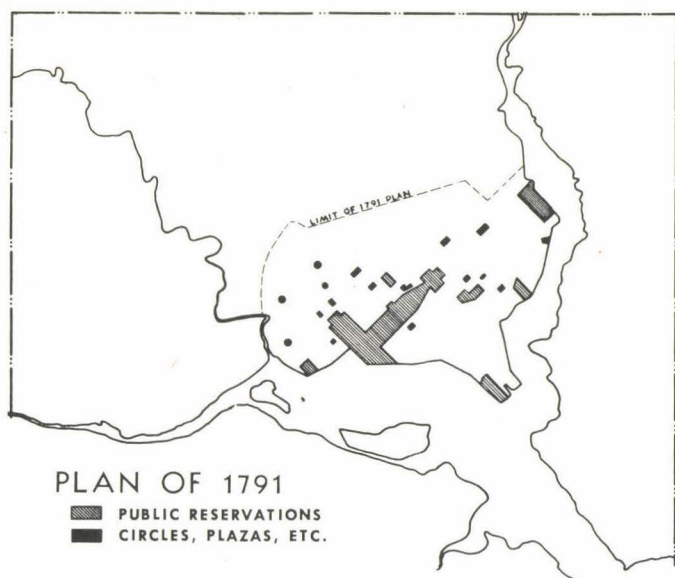 LIMIT OF 1791 PLAN
PLAN OF 1791
PUBLIC RESERVATIONS
CIRCLES, PLAZAS, ETC.